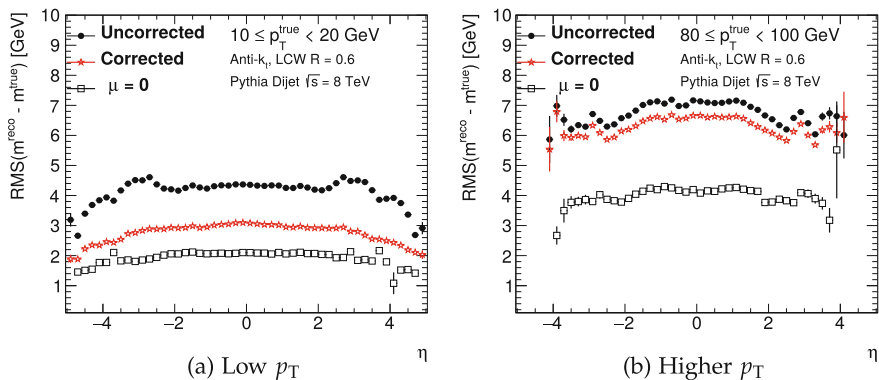 RMS(m^reco - m^true) [GeV]
10
9
8
7
6
5
4
3
2
1
Uncorrected
Corrected
μ = 0
10 ≤ p_T^true < 20 GeV
Anti-k_t, LCW R = 0.6
Pythia Dijet √s = 8 TeV
−4 −2 0 2 4
η
(a) Low p_T
RMS(m^reco - m^true) [GeV]
10
9
8
7
6
5
4
3
2
1
Uncorrected
Corrected
μ = 0
80 ≤ p_T^true < 100 GeV
Anti-k_t, LCW R = 0.6
Pythia Dijet √s = 8 TeV
−4 −2 0 2 4
η
(b) Higher p_T